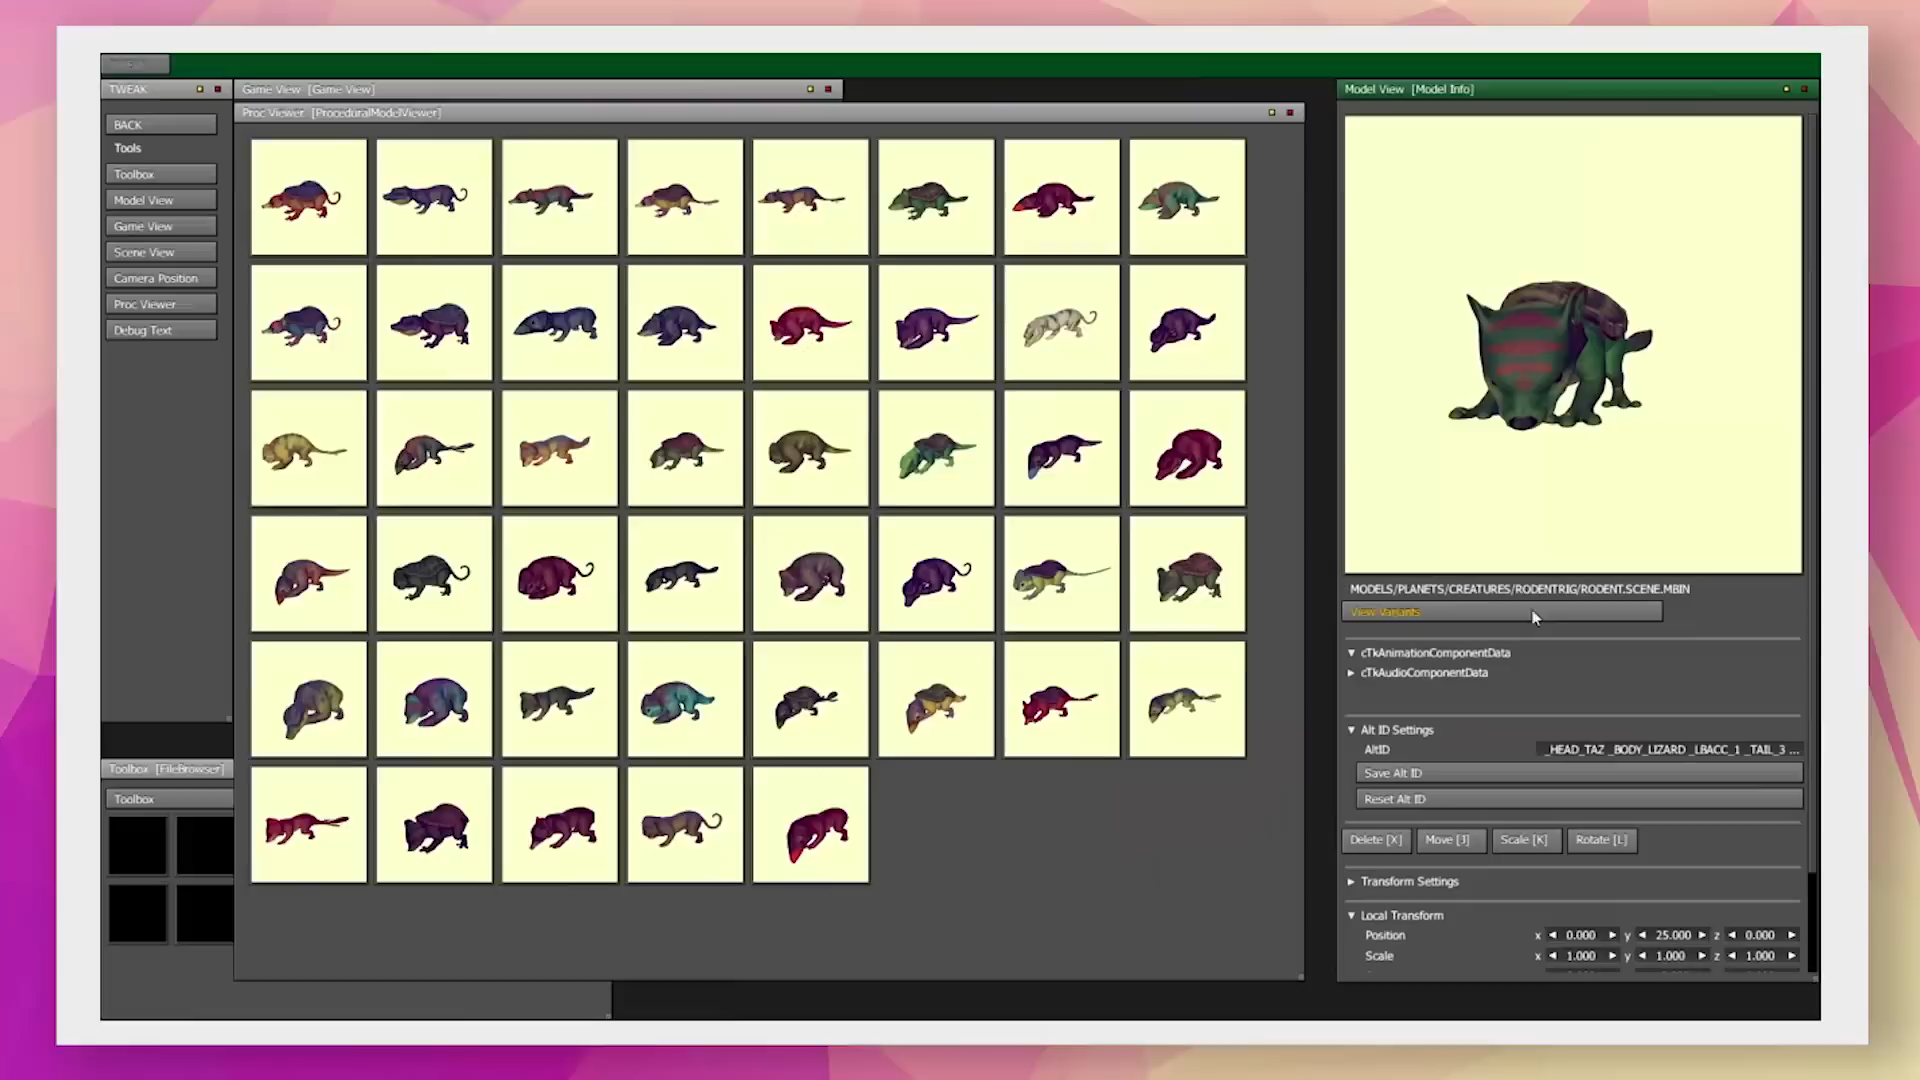 TWEAK
BACK
Tools
Toolbox
Model View
Game View
Scene View
Camera Position
Proc Viewer
Debug Text
Toolbox [FileBrowser]
Toolbox
Game View [Game View]
Proc Viewer [ProceduralModelViewer]
Model View [Model Info]
MODELS/PLANETS/CREATURES/RODENTRIG/RODENT.SCENE.MBIN
View Variants
cTkAnimationComponentData
cTkAudioComponentData
Alt ID Settings
AltID _HEAD_TAZ _BODY_LIZARD _LBACC_1 _TAIL_3 ...
Save Alt ID
Reset Alt ID
Delete [X] Move [J] Scale [K] Rotate [L]
Transform Settings
Local Transform
Position x 0.000 y 25.000 z 0.000
Scale x 1.000 y 1.000 z 1.000